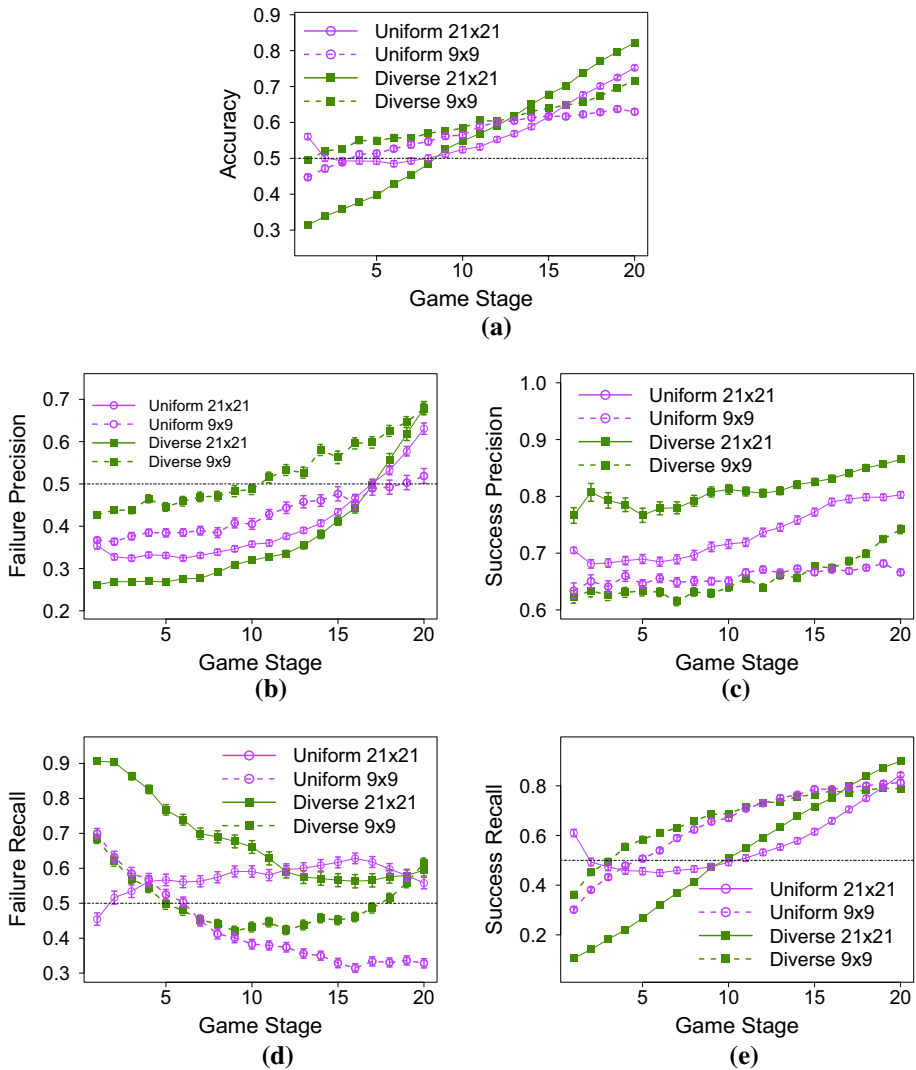 0.9
0.8
0.7
0.6
0.5
0.4
0.3
Accuracy
Uniform 21x21
Uniform 9x9
Diverse 21x21
Diverse 9x9
5 10 15 20
Game Stage
(a)
0.7
0.6
0.5
0.4
0.3
0.2
Failure Precision
Uniform 21x21
Uniform 9x9
Diverse 21x21
Diverse 9x9
5 10 15 20
Game Stage
(b)
1.0
0.9
0.8
0.7
0.6
Success Precision
Uniform 21x21
Uniform 9x9
Diverse 21x21
Diverse 9x9
5 10 15 20
Game Stage
(c)
0.9
0.8
0.7
0.6
0.5
0.4
0.3
Failure Recall
Uniform 21x21
Uniform 9x9
Diverse 21x21
Diverse 9x9
5 10 15 20
Game Stage
(d)
0.8
0.6
0.4
0.2
Success Recall
Uniform 21x21
Uniform 9x9
Diverse 21x21
Diverse 9x9
5 10 15 20
Game Stage
(e)